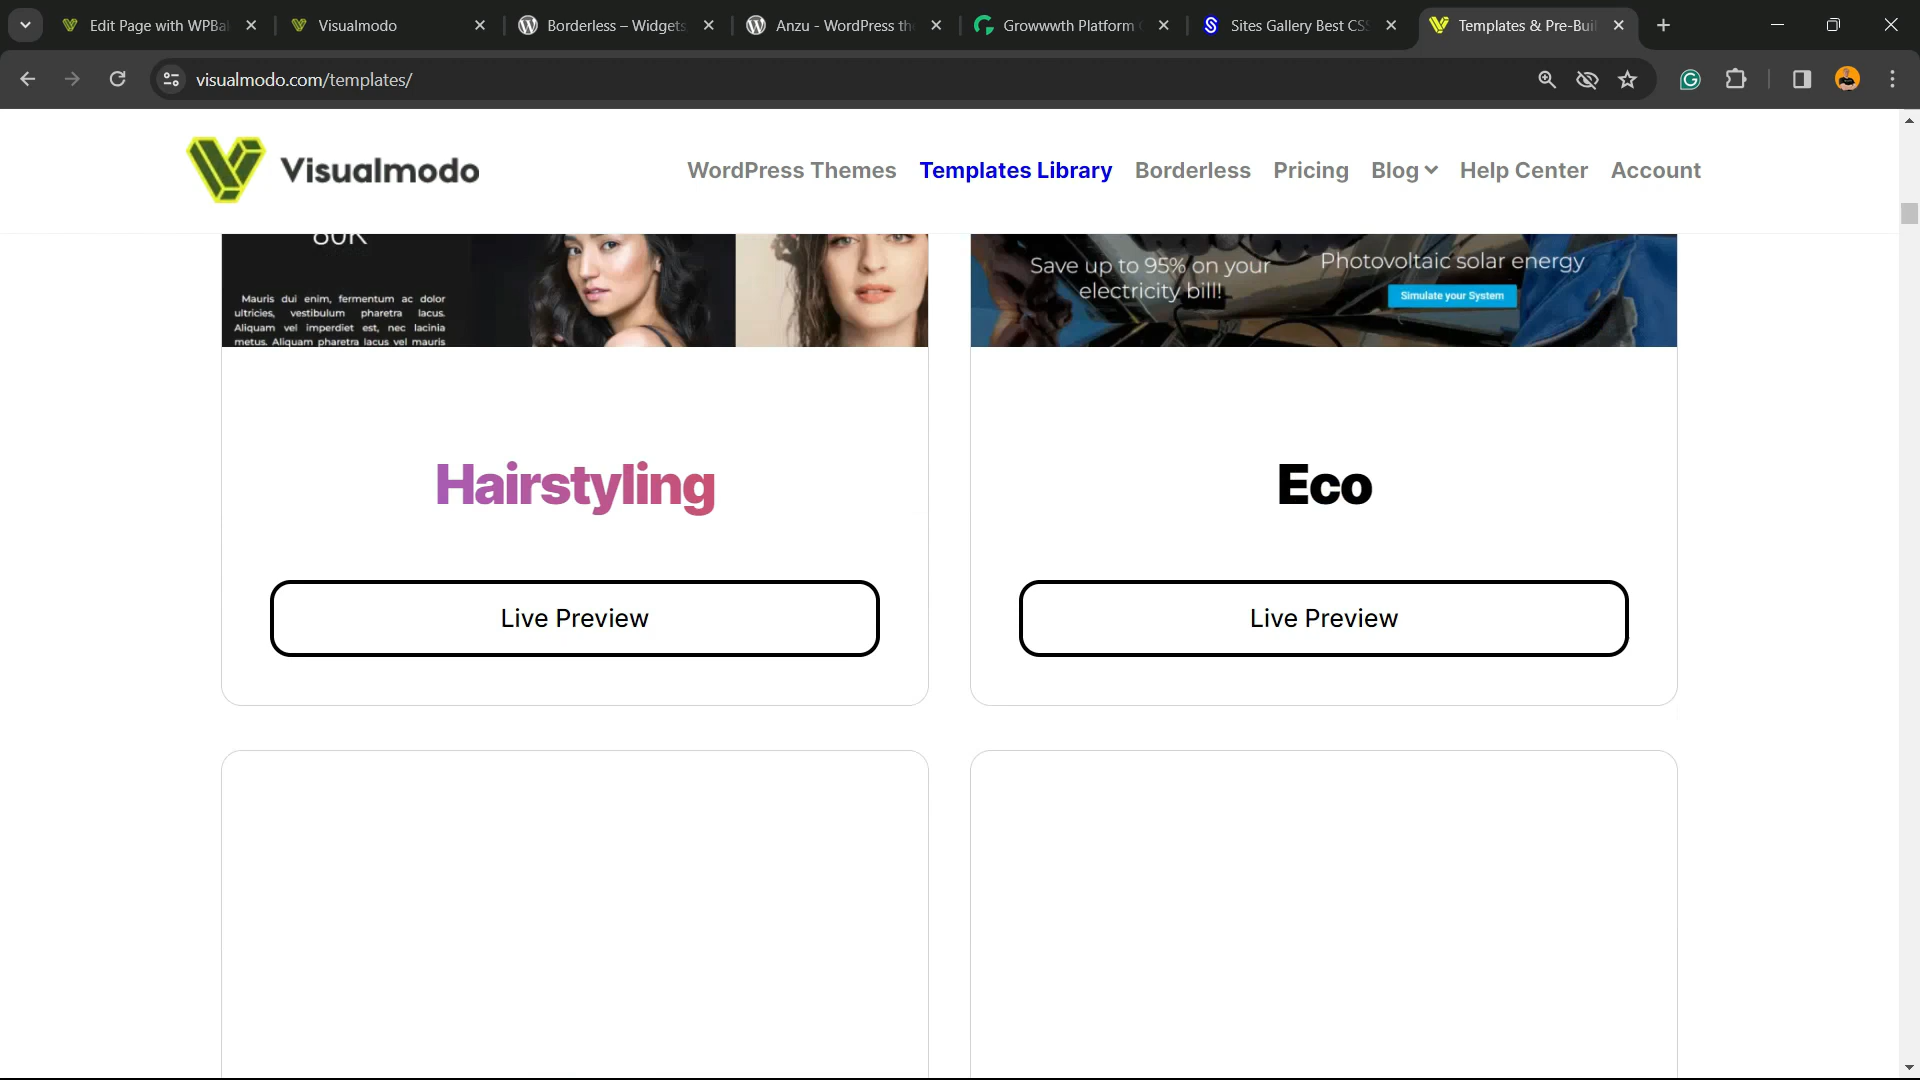 Edit Page with WPBa
Visualmodo
Borderless – Widgets
Anzu - WordPress th
Growwwth Platform
Sites Gallery Best CSS
Templates & Pre-Buil
visualmodo.com/templates/
Visualmodo
WordPress Themes
Templates Library
Borderless
Pricing
Blog
Help Center
Account
80K
Mauris dui enim, fermentum ac dolor
ultricies, vestibulum pharetra lacus.
Aliquam vel imperdiet est, nec lacinia
metus. Aliquam pharetra lacus vel mauris
Save up to 95% on your
electricity bill!
Photovoltaic solar energy
Simulate your System
Hairstyling
Eco
Live Preview
Live Preview